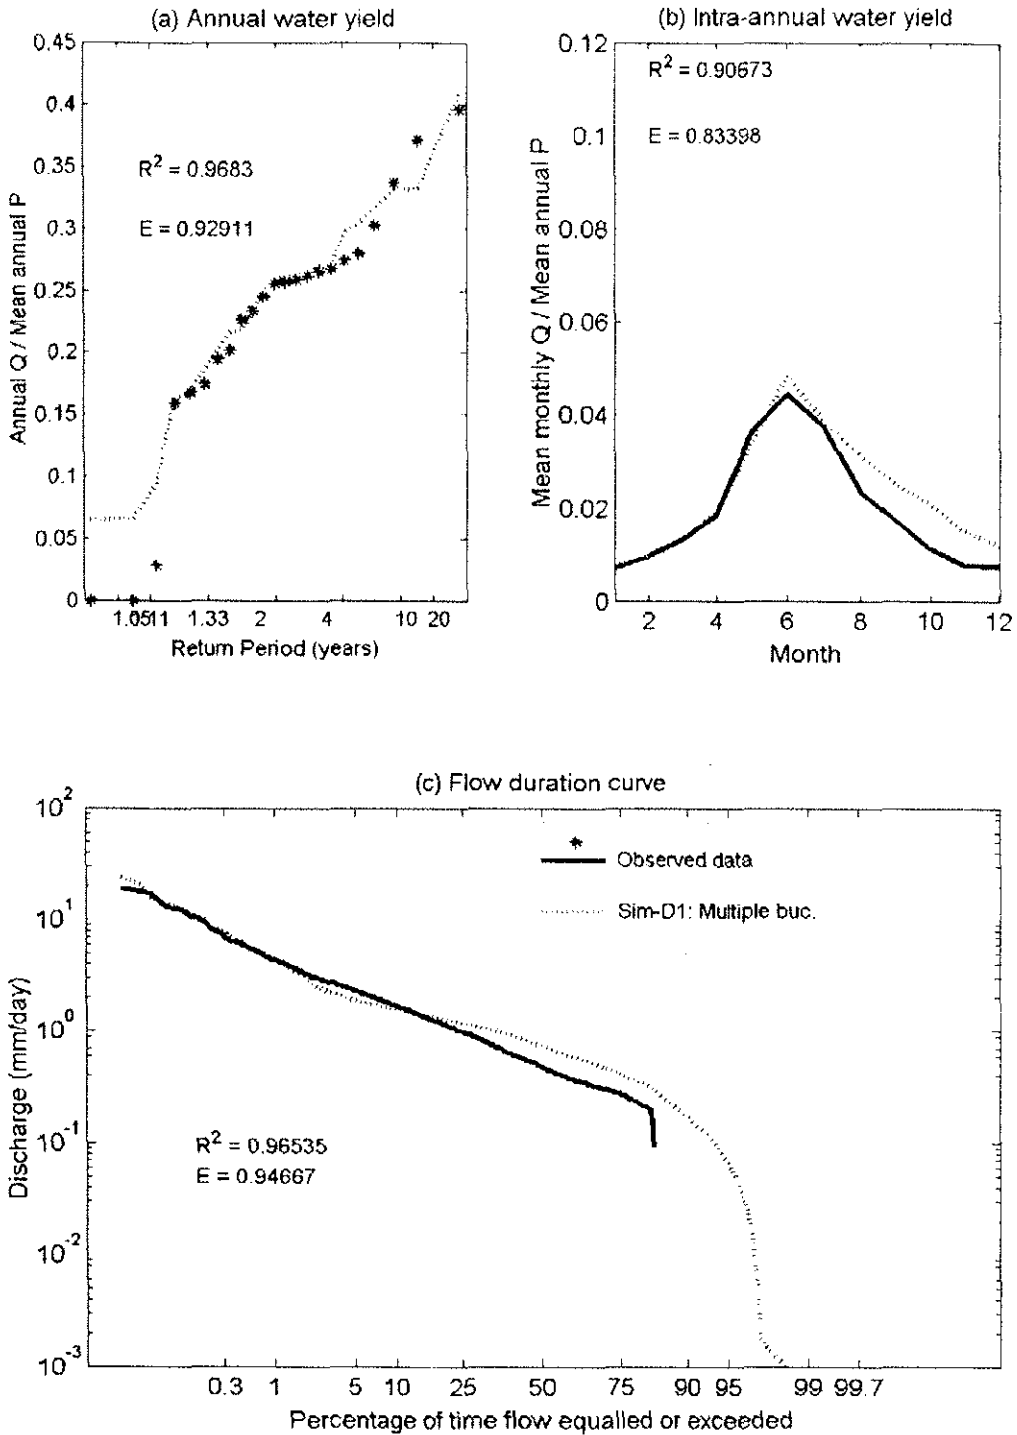 (a) Annual water yield
(b) Intra-annual water yield
0.45
0.4
0.35
0.3
0.25
0.2
0.15
0.1
0.05
0
Annual Q / Mean annual P
R² = 0.9683
E = 0.92911
1.05
1.11
1.33
2
4
10
20
Return Period (years)
0.12
0.1
0.08
0.06
0.04
0.02
0
Mean monthly Q / Mean annual P
R² = 0.90673
E = 0.83398
2
4
6
8
10
12
Month
(c) Flow duration curve
10²
10¹
10⁰
10⁻¹
10⁻²
10⁻³
Discharge (mm/day)
Observed data
Sim-D1: Multiple buc.
R² = 0.96535
E = 0.94667
0.3
1
5
10
25
50
75
90
95
99
99.7
Percentage of time flow equalled or exceeded